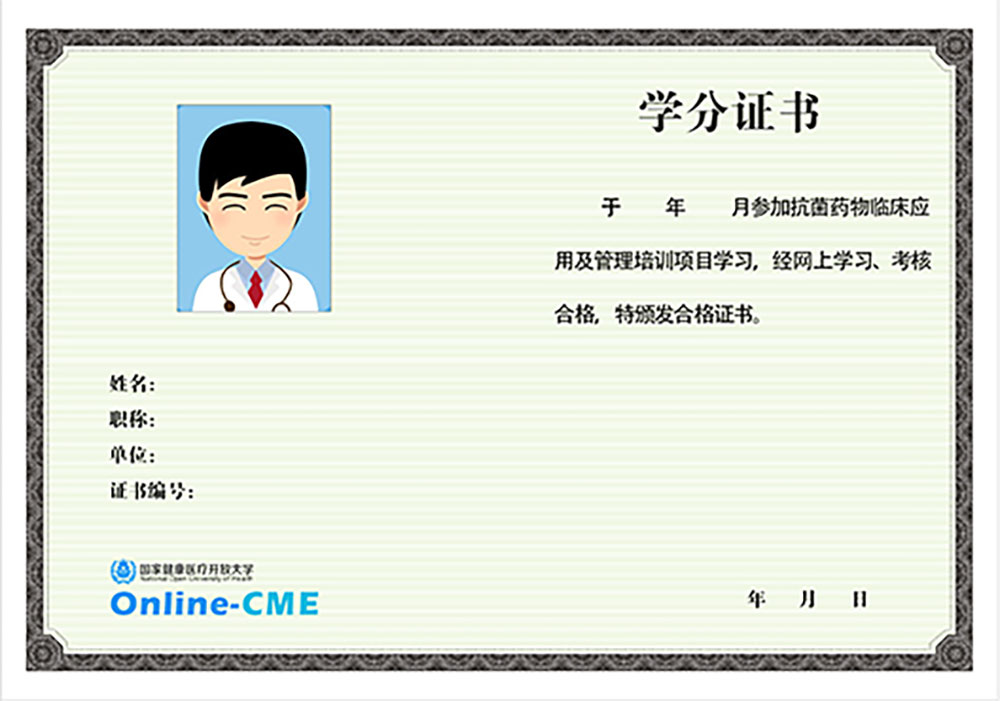 学分证书
于 年 月参加抗菌药物临床应
用及管理培训项目学习，经网上学习、考核
合格，特颁发合格证书。
姓名：
职称：
单位：
证书编号：
国家健康医疗开放大学
National Open University of Health
Online-CME
年 月 日